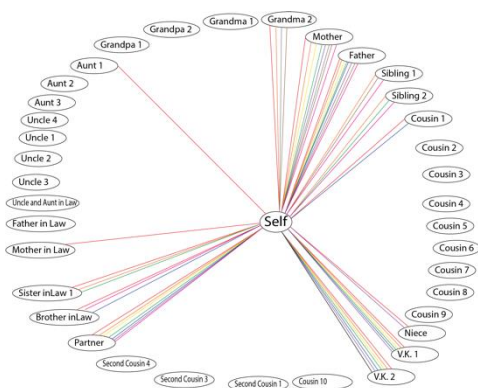 Grandma 1
Grandma 2
Grandpa 2
Mother
Grandpa 1
Father
Aunt 1
Sibling 1
Aunt 2
Sibling 2
Aunt 3
Cousin 1
Uncle 4
Uncle 1
Cousin 2
Uncle 2
Cousin 3
Uncle 3
Uncle and Aunt in Law
Cousin 4
Father in Law
Self
Cousin 5
Mother in Law
Cousin 6
Cousin 7
Sister inLaw 1
Cousin 8
Brother inLaw
Cousin 9
Niece
Partner
V.K. 1
Second Cousin 4
V.K. 2
Second Cousin 3
Second Cousin 1
Cousin 10